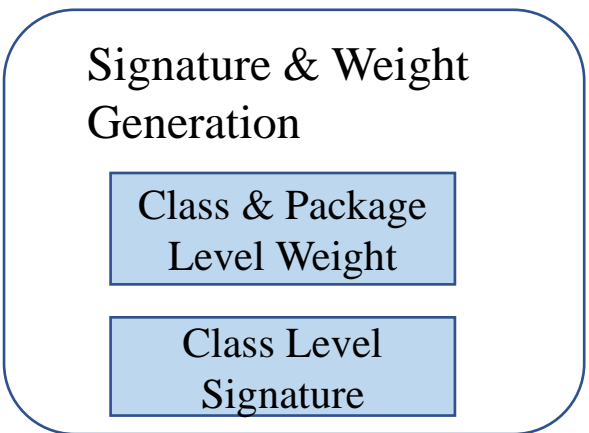 Signature & Weight
Generation
Class & Package
Level Weight
Class Level
Signature